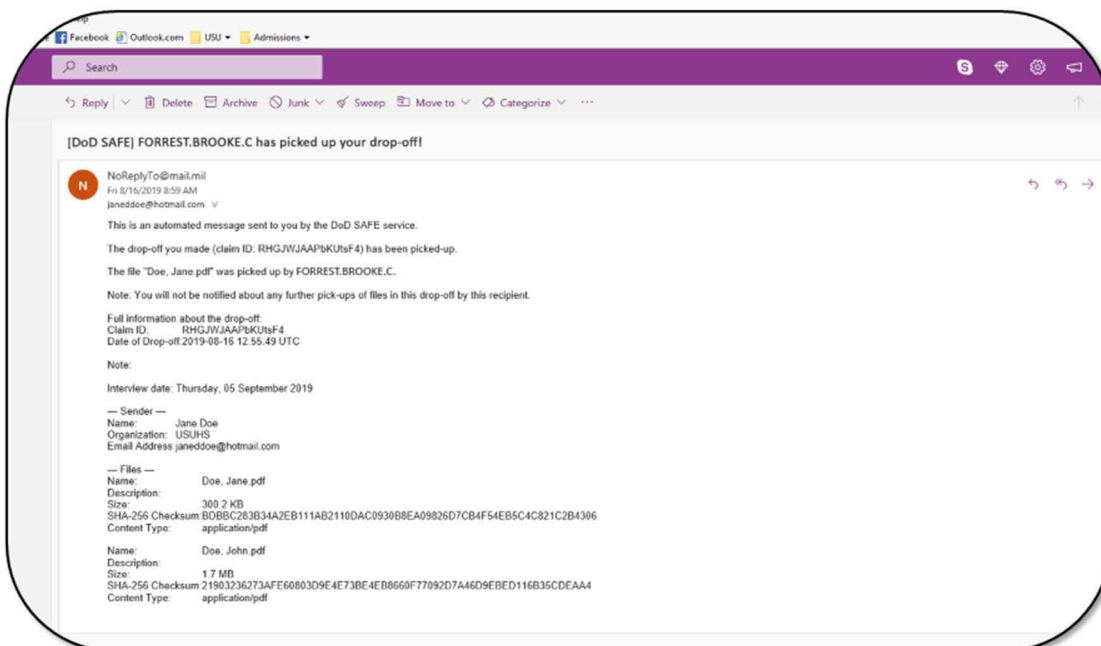 Facebook Outlook.com USU Admissions
Search
Reply Delete Archive Junk Sweep Move to Categorize ...
[DoD SAFE] FORREST.BROOKE.C has picked up your drop-off!
N
NoReplyTo@mail.mil
Fri 8/16/2019 8:59 AM
janeddoe@hotmail.com
This is an automated message sent to you by the DoD SAFE service.
The drop-off you made (claim ID: RHGJWJAAPbKUtsF4) has been picked-up.
The file "Doe, Jane.pdf" was picked up by FORREST.BROOKE.C.
Note: You will not be notified about any further pick-ups of files in this drop-off by this recipient.
Full information about the drop-off:
Claim ID: RHGJWJAAPbKUtsF4
Date of Drop-off:2019-08-16 12:55:49 UTC
Note:
Interview date: Thursday, 05 September 2019
— Sender —
Name: Jane Doe
Organization: USUHS
Email Address:janeddoe@hotmail.com
— Files —
Name: Doe, Jane.pdf
Description:
Size: 300.2 KB
SHA-256 Checksum:BDBBC283B34A2EB111AB2110DAC0930B8EA09826D7CB4F54EB5C4C821C2B4306
Content Type: application/pdf
Name: Doe, John.pdf
Description:
Size: 1.7 MB
SHA-256 Checksum:21903236273AFE60803D9E4E73BE4EB8660F77092D7A46D9EBED116B35CDEAA4
Content Type: application/pdf